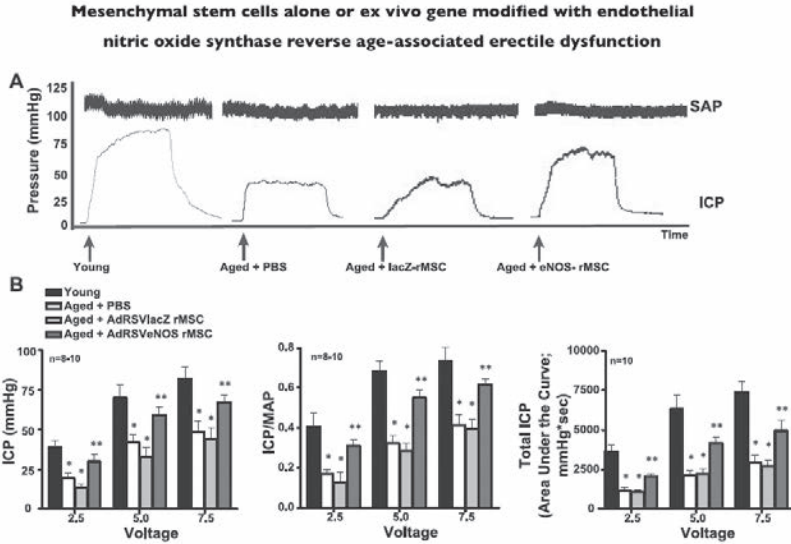 Mesenchymal stem cells alone or ex vivo gene modified with endothelial
nitric oxide synthase reverse age-associated erectile dysfunction
A
Pressure (mmHg)
125
100
75
50
25
0
SAP
ICP
Time
Young
Aged + PBS
Aged + lacZ-rMSC
Aged + eNOS- rMSC
B
Young
Aged + PBS
Aged + AdRSVlacZ rMSC
Aged + AdRSVeNOS rMSC
ICP (mmHg)
100
75
50
25
0
n=8-10
* * **
* * **
* * **
2.5 5.0 7.5
Voltage
ICP/MAP
0.8
0.6
0.4
0.2
0.0
n=8-10
* * **
* * **
* * **
2.5 5.0 7.5
Voltage
Total ICP
(Area Under the Curve;
mmHg*sec)
10000
7500
5000
2500
0
n=10
* * **
* + **
* + **
2.5 5.0 7.5
Voltage